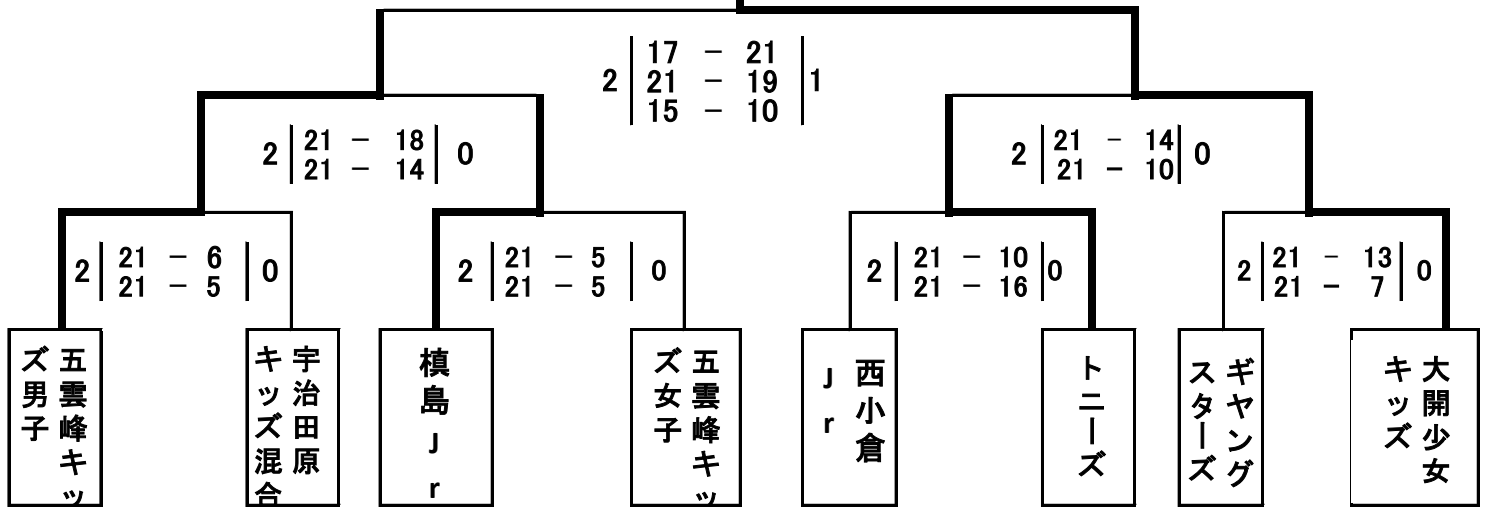 17 － 21
2 21 － 19 1
15 － 10
2 21 － 18 0
21 － 14
2 21 － 14 0
21 － 10
2 21 － 6 0
21 － 5
2 21 － 5 0
21 － 5
2 21 － 10 0
21 － 16
2 21 － 13 0
21 － 7
五雲峰キッ
ズ男子
宇治田原
キッズ混合
槙島Jr
五雲峰キッ
ズ女子
西小倉
Jr
トニーズ
ギヤング
スターズ
大開少女
キッズ